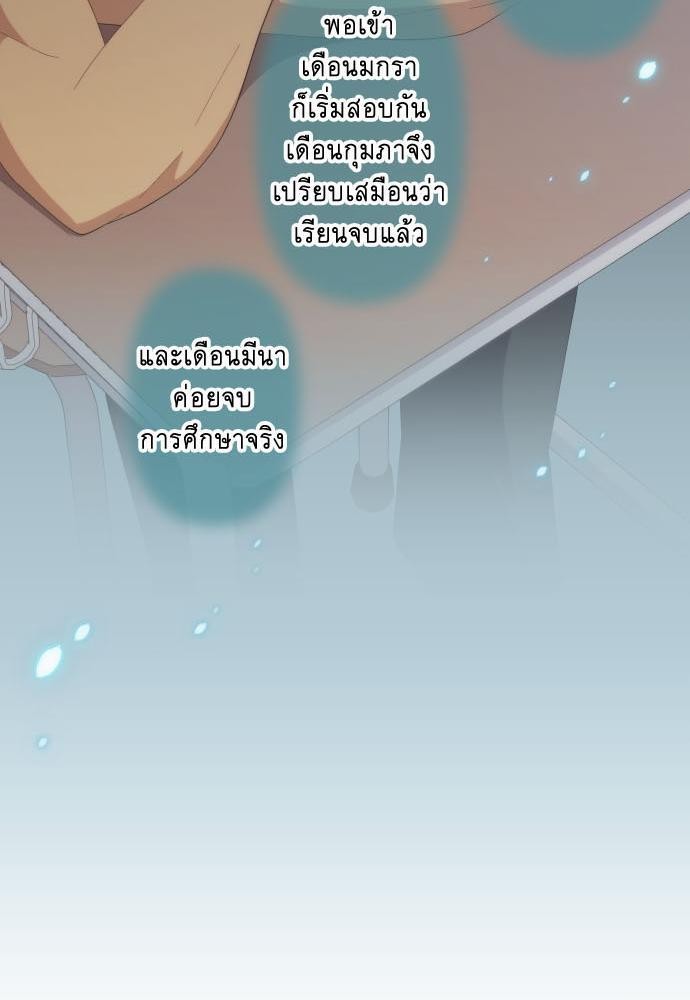 พอเข้า
เดือนมกรา
ก็เริ่มสอบกัน
เดือนกุมภาจึง
เปรียบเสมือนว่า
เรียนจบแล้ว
และเดือนมีนา
ค่อยจบ
การศึกษาจริง